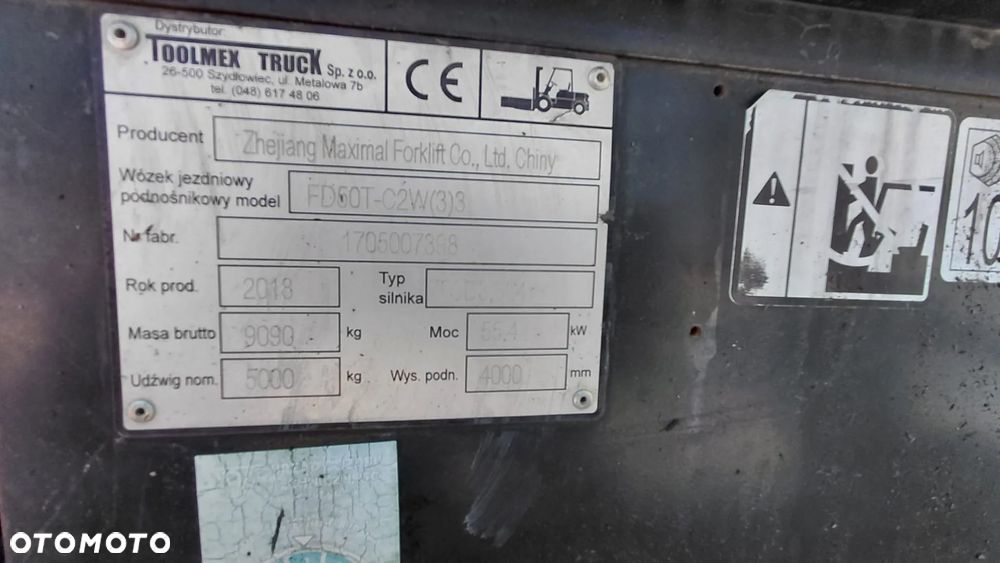 Dystrybutor:
TOOLMEX TRUCK Sp. z o.o.
26-500 Szydłowiec, ul. Metalowa 7b
tel. (048) 617 48 06
CE
Producent Zhejiang Maximal Forklift Co., Ltd, Chiny
Wózek jezdniowy
podnośnikowy model FD50T-C2W(3)3
Nr fabr.
Rok prod. 2018 Typ
silnika
Masa brutto 9090 kg Moc 55,4 kW
Udźwig nom. 5000 kg Wys. podn. 4000 mm
OTOMOTO